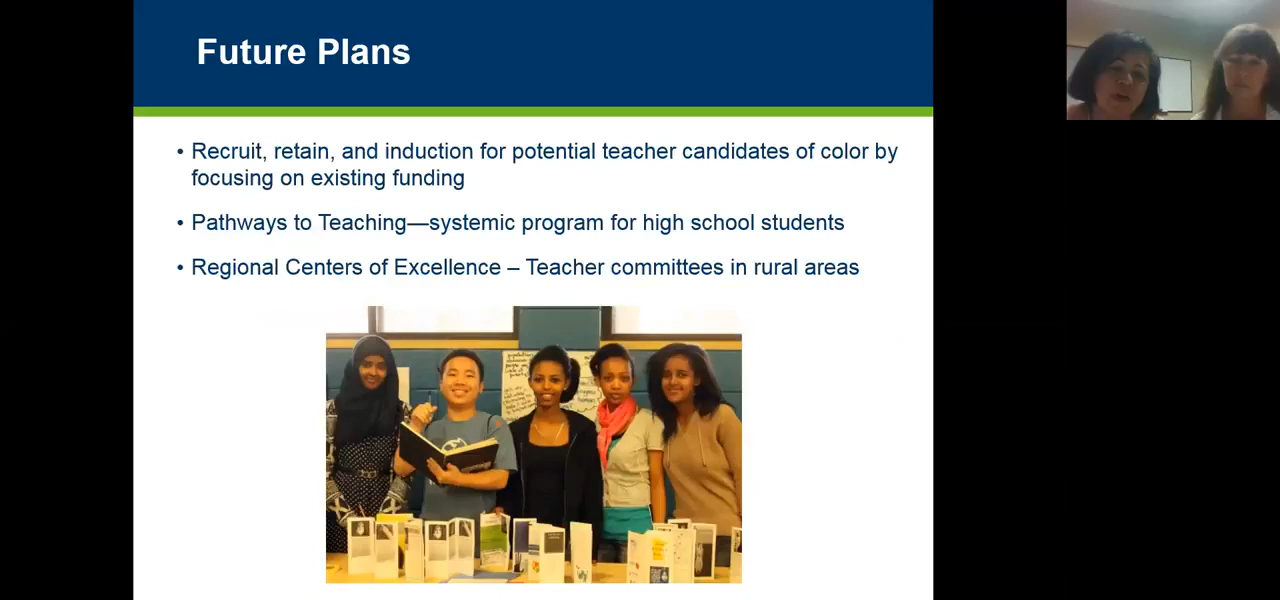 Future Plans
• Recruit, retain, and induction for potential teacher candidates of color by
focusing on existing funding
• Pathways to Teaching—systemic program for high school students
• Regional Centers of Excellence – Teacher committees in rural areas